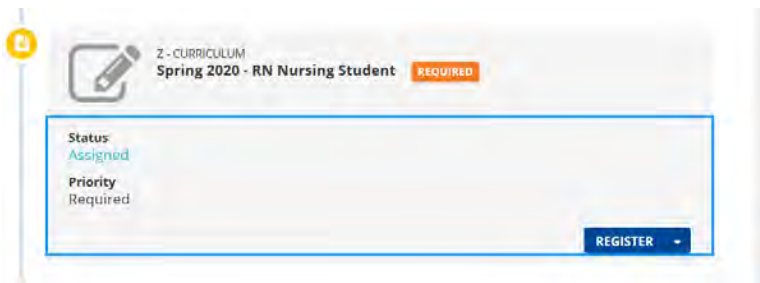 Z - CURRICULUM
Spring 2020 - RN Nursing Student REQUIRED
Status
Assigned
Priority
Required
REGISTER